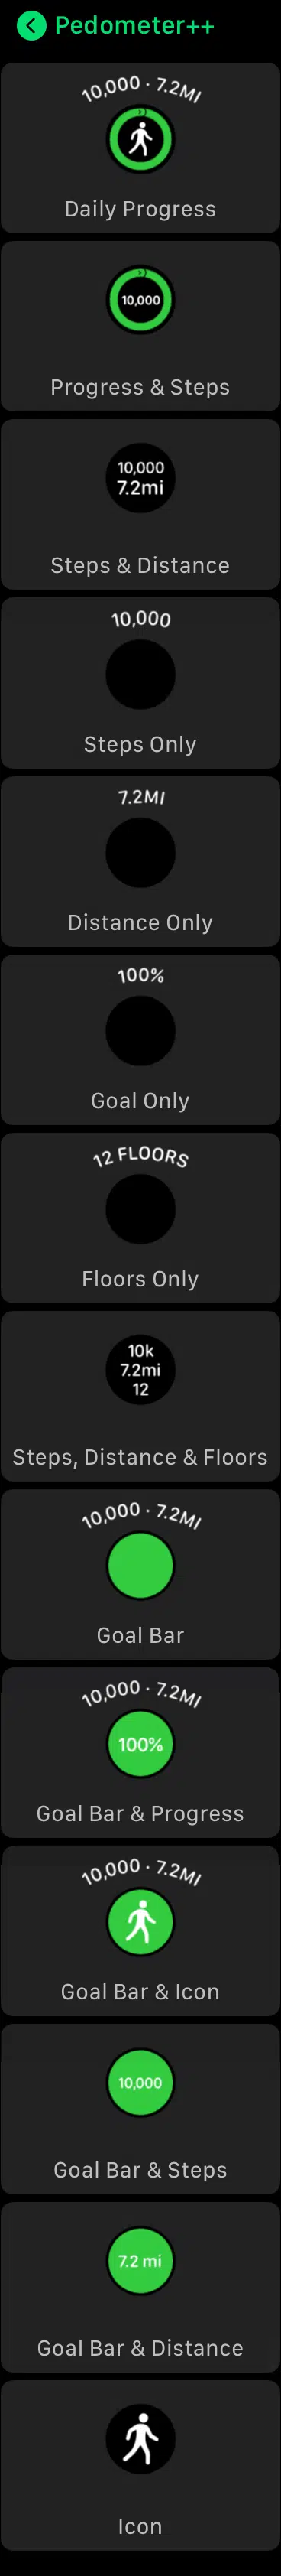 Pedometer++
10,000 · 7.2MI
Daily Progress
10,000
Progress & Steps
10,000
7.2mi
Steps & Distance
10,000
Steps Only
7.2MI
Distance Only
100%
Goal Only
12 FLOORS
Floors Only
10k
7.2mi
12
Steps, Distance & Floors
10,000 · 7.2MI
Goal Bar
10,000 · 7.2MI
100%
Goal Bar & Progress
10,000 · 7.2MI
Goal Bar & Icon
10,000
Goal Bar & Steps
7.2 mi
Goal Bar & Distance
Icon